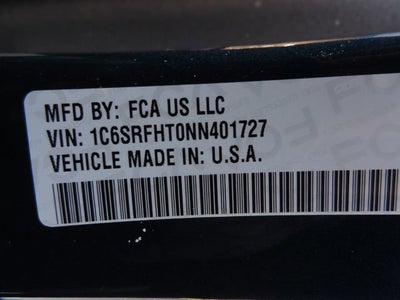 MFD BY: FCA US LLC
VIN: 1C6SRFHT0NN401727
VEHICLE MADE IN: U.S.A.